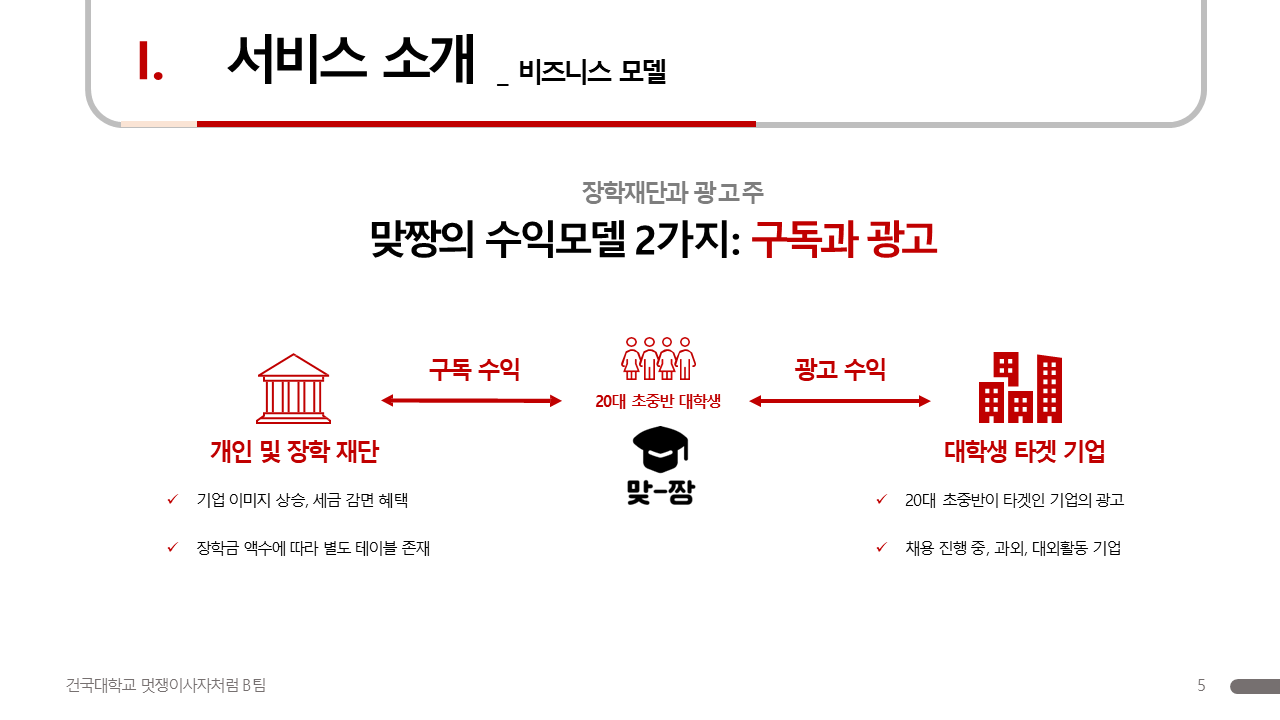 I. 서비스 소개 _ 비즈니스 모델
장학재단과 광고주
맞짱의 수익모델 2가지: 구독과 광고
구독 수익
광고 수익
20대 초중반 대학생
개인 및 장학 재단
대학생 타겟 기업
맞-짱
✓ 기업 이미지 상승, 세금 감면 혜택
✓ 장학금 액수에 따라 별도 테이블 존재
✓ 20대 초중반이 타겟인 기업의 광고
✓ 채용 진행 중, 과외, 대외활동 기업
건국대학교 멋쟁이사자처럼 B팀
5